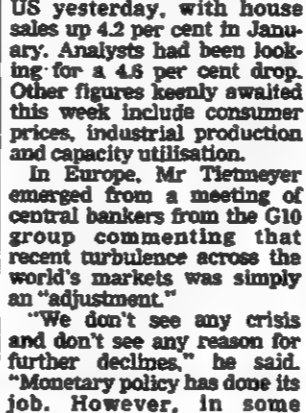 US yesterday, with house
sales up 4.2 per cent in Janu-
ary. Analysts had been look-
ing for a 4.6 per cent drop.
Other figures keenly awaited
this week include consumer
prices, industrial production
and capacity utilisation.
In Europe, Mr Tietmeyer
emerged from a meeting of
central bankers from the G10
group commenting that
recent turbulence across the
world's markets was simply
an "adjustment."
"We don't see any crisis
and don't see any reason for
further declines," he said.
"Monetary policy has done its
job. However, in some